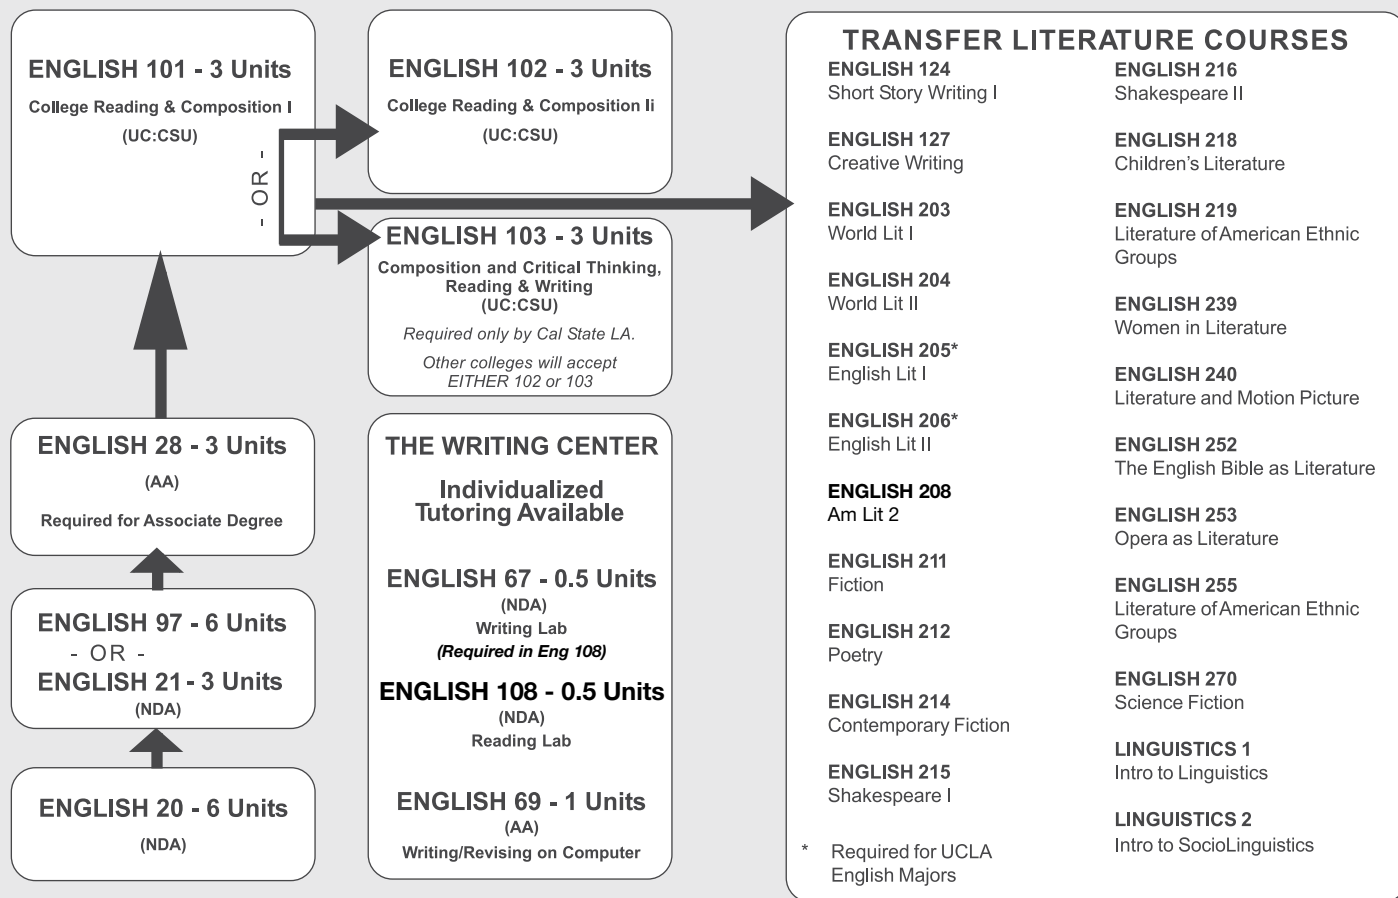 ENGLISH 101 - 3 Units
College Reading & Composition I
(UC:CSU)
- OR -
ENGLISH 102 - 3 Units
College Reading & Composition Ii
(UC:CSU)
ENGLISH 103 - 3 Units
Composition and Critical Thinking,
Reading & Writing
(UC:CSU)
Required only by Cal State LA.
Other colleges will accept
EITHER 102 or 103
ENGLISH 28 - 3 Units
(AA)
Required for Associate Degree
ENGLISH 97 - 6 Units
- OR -
ENGLISH 21 - 3 Units
(NDA)
ENGLISH 20 - 6 Units
(NDA)
THE WRITING CENTER
Individualized
Tutoring Available
ENGLISH 67 - 0.5 Units
(NDA)
Writing Lab
(Required in Eng 108)
ENGLISH 108 - 0.5 Units
(NDA)
Reading Lab
ENGLISH 69 - 1 Units
(AA)
Writing/Revising on Computer
TRANSFER LITERATURE COURSES
ENGLISH 124
Short Story Writing I
ENGLISH 127
Creative Writing
ENGLISH 203
World Lit I
ENGLISH 204
World Lit II
ENGLISH 205*
English Lit I
ENGLISH 206*
English Lit II
ENGLISH 208
Am Lit 2
ENGLISH 211
Fiction
ENGLISH 212
Poetry
ENGLISH 214
Contemporary Fiction
ENGLISH 215
Shakespeare I
* Required for UCLA
English Majors
ENGLISH 216
Shakespeare II
ENGLISH 218
Children's Literature
ENGLISH 219
Literature of American Ethnic
Groups
ENGLISH 239
Women in Literature
ENGLISH 240
Literature and Motion Picture
ENGLISH 252
The English Bible as Literature
ENGLISH 253
Opera as Literature
ENGLISH 255
Literature of American Ethnic
Groups
ENGLISH 270
Science Fiction
LINGUISTICS 1
Intro to Linguistics
LINGUISTICS 2
Intro to SocioLinguistics